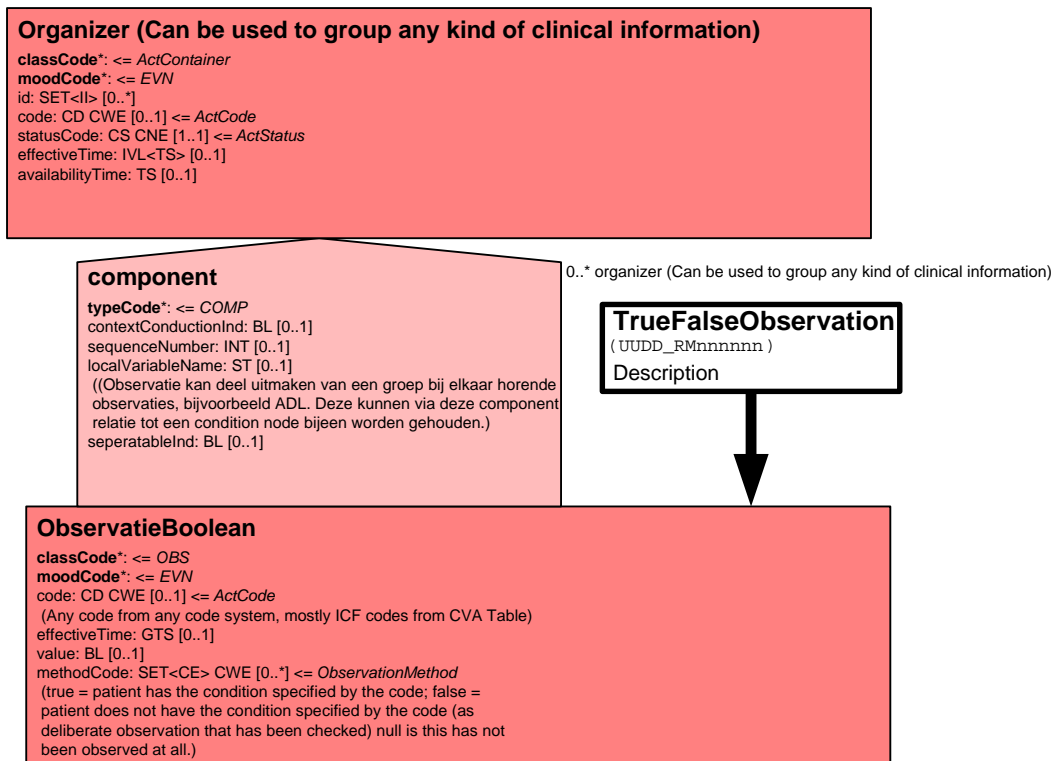 Organizer (Can be used to group any kind of clinical information)
classCode*: <= ActContainer
moodCode*: <= EVN
id: SET<II> [0..*]
code: CD CWE [0..1] <= ActCode
statusCode: CS CNE [1..1] <= ActStatus
effectiveTime: IVL<TS> [0..1]
availabilityTime: TS [0..1]
component
typeCode*: <= COMP
contextConductionInd: BL [0..1]
sequenceNumber: INT [0..1]
localVariableName: ST [0..1]
((Observatie kan deel uitmaken van een groep bij elkaar horende
observaties, bijvoorbeeld ADL. Deze kunnen via deze component
relatie tot een condition node bijeen worden gehouden.)
seperatableInd: BL [0..1]
0..* organizer (Can be used to group any kind of clinical information)
TrueFalseObservation
(UUDD_RMnnnnnn)
Description
ObservatieBoolean
classCode*: <= OBS
moodCode*: <= EVN
code: CD CWE [0..1] <= ActCode
(Any code from any code system, mostly ICF codes from CVA Table)
effectiveTime: GTS [0..1]
value: BL [0..1]
methodCode: SET<CE> CWE [0..*] <= ObservationMethod
(true = patient has the condition specified by the code; false =
patient does not have the condition specified by the code (as
deliberate observation that has been checked) null is this has not
been observed at all.)